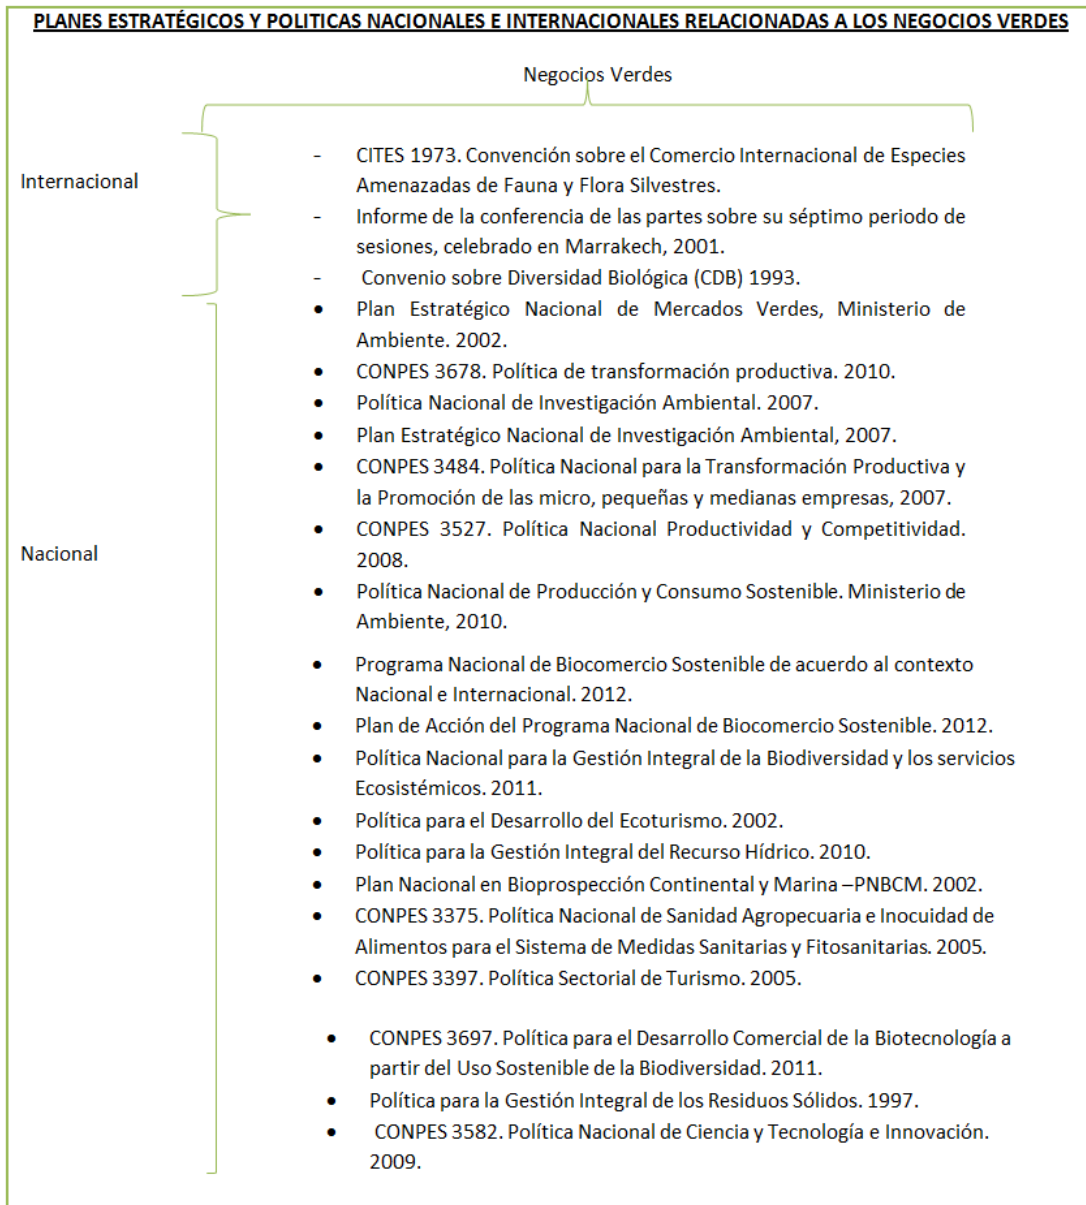 PLANES ESTRATÉGICOS Y POLITICAS NACIONALES E INTERNACIONALES RELACIONADAS A LOS NEGOCIOS VERDES
Negocios Verdes
Internacional
- CITES 1973. Convención sobre el Comercio Internacional de Especies
Amenazadas de Fauna y Flora Silvestres.
- Informe de la conferencia de las partes sobre su séptimo periodo de
sesiones, celebrado en Marrakech, 2001.
- Convenio sobre Diversidad Biológica (CDB) 1993.
Nacional
• Plan Estratégico Nacional de Mercados Verdes, Ministerio de
Ambiente. 2002.
• CONPES 3678. Política de transformación productiva. 2010.
• Política Nacional de Investigación Ambiental. 2007.
• Plan Estratégico Nacional de Investigación Ambiental, 2007.
• CONPES 3484. Política Nacional para la Transformación Productiva y
la Promoción de las micro, pequeñas y medianas empresas, 2007.
• CONPES 3527. Política Nacional Productividad y Competitividad.
2008.
• Política Nacional de Producción y Consumo Sostenible. Ministerio de
Ambiente, 2010.
• Programa Nacional de Biocomercio Sostenible de acuerdo al contexto
Nacional e Internacional. 2012.
• Plan de Acción del Programa Nacional de Biocomercio Sostenible. 2012.
• Política Nacional para la Gestión Integral de la Biodiversidad y los servicios
Ecosistémicos. 2011.
• Política para el Desarrollo del Ecoturismo. 2002.
• Política para la Gestión Integral del Recurso Hídrico. 2010.
• Plan Nacional en Bioprospección Continental y Marina –PNBCM. 2002.
• CONPES 3375. Política Nacional de Sanidad Agropecuaria e Inocuidad de
Alimentos para el Sistema de Medidas Sanitarias y Fitosanitarias. 2005.
• CONPES 3397. Política Sectorial de Turismo. 2005.
• CONPES 3697. Política para el Desarrollo Comercial de la Biotecnología a
partir del Uso Sostenible de la Biodiversidad. 2011.
• Política para la Gestión Integral de los Residuos Sólidos. 1997.
• CONPES 3582. Política Nacional de Ciencia y Tecnología e Innovación.
2009.